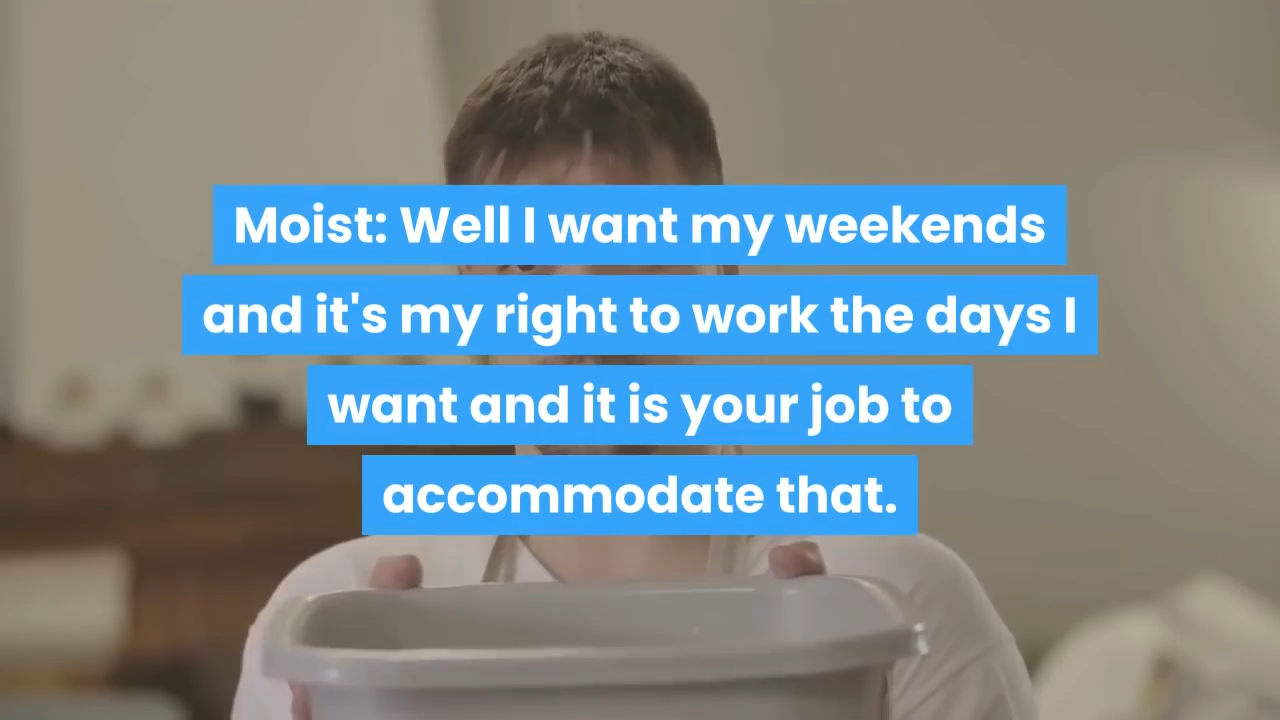 Moist: Well I want my weekends
and it's my right to work the days I
want and it is your job to
accommodate that.